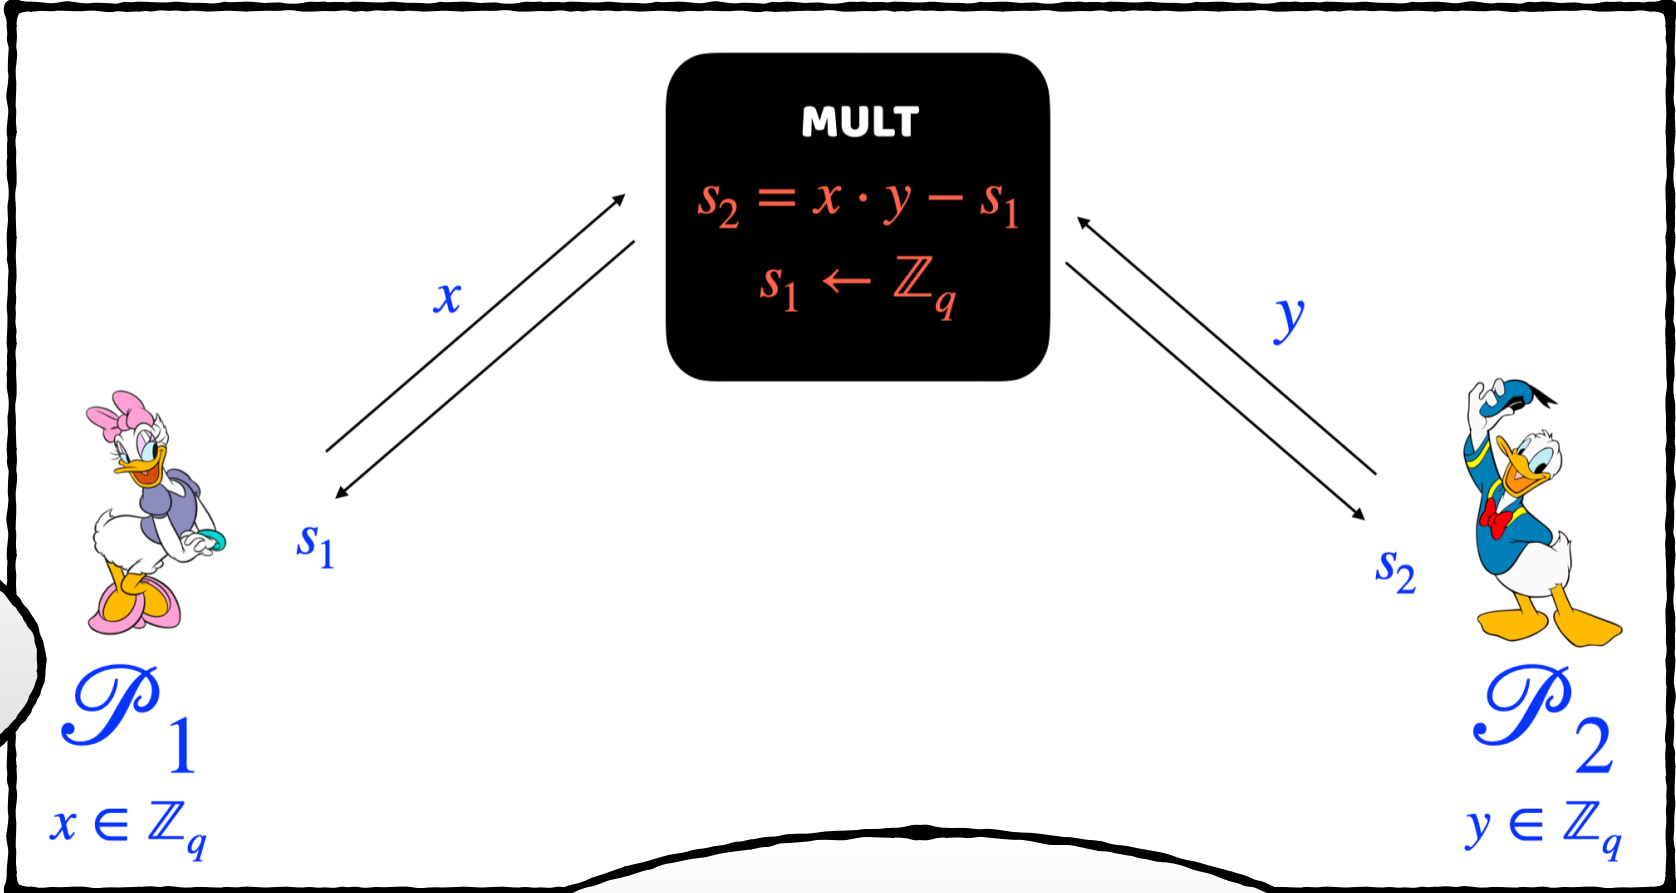 MULT
s₂ = x · y − s₁
s₁ ← ℤ_q
x
y
s₁
s₂
𝒫₁
𝒫₂
x ∈ ℤ_q
y ∈ ℤ_q